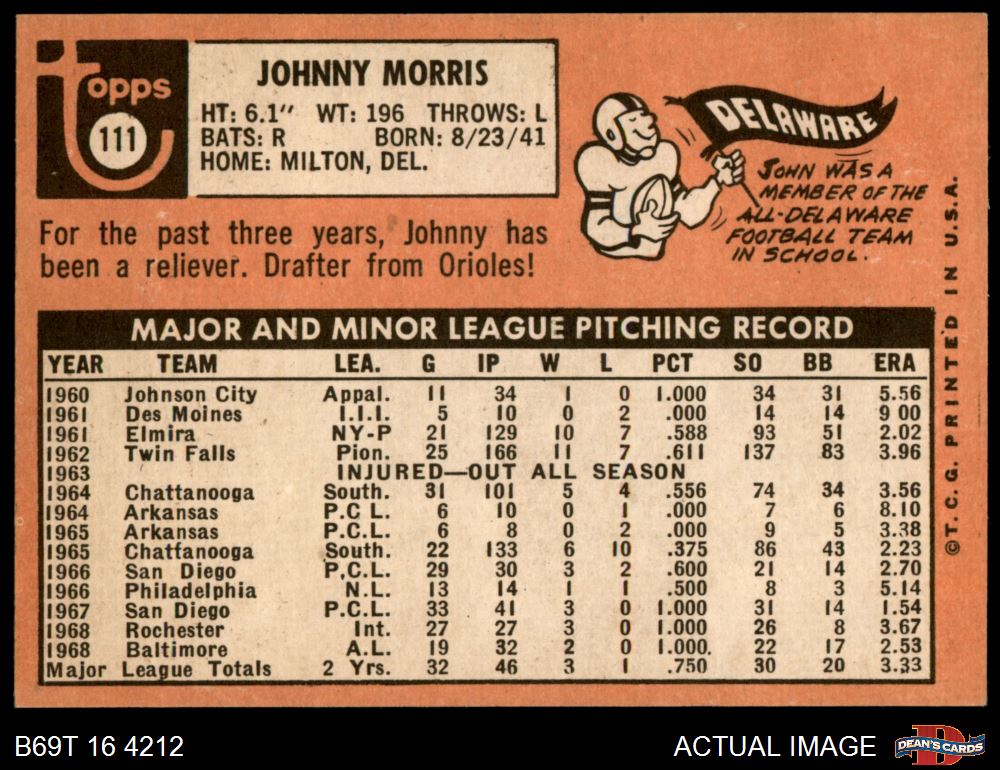 Topps
111
JOHNNY MORRIS
HT: 6.1" WT: 196 THROWS: L
BATS: R BORN: 8/23/41
HOME: MILTON, DEL.
For the past three years, Johnny has
been a reliever. Drafter from Orioles!
DELAWARE
JOHN WAS A
MEMBER OF THE
ALL-DELAWARE
FOOTBALL TEAM
IN SCHOOL.
MAJOR AND MINOR LEAGUE PITCHING RECORD
YEAR TEAM LEA. G IP W L PCT SO BB ERA
1960 Johnson City Appal. 11 34 1 0 1.000 34 31 5.56
1961 Des Moines I.I.I. 5 10 0 2 .000 14 14 9 00
1961 Elmira NY-P 21 129 10 7 .588 93 51 2.02
1962 Twin Falls Pion. 25 166 11 7 .611 137 83 3.96
1963 INJURED—OUT ALL SEASON
1964 Chattanooga South. 31 101 5 4 .556 74 34 3.56
1964 Arkansas P.C L. 6 10 0 1 .000 7 6 8.10
1965 Arkansas P.C.L. 6 8 0 2 .000 9 5 3.38
1965 Chattanooga South. 22 133 6 10 .375 86 43 2.23
1966 San Diego P.C.L. 29 30 3 2 .600 21 14 2.70
1966 Philadelphia N.L. 13 14 1 1 .500 8 3 5.14
1967 San Diego P.C.L. 33 41 3 0 1.000 31 14 1.54
1968 Rochester Int. 27 27 3 0 1.000 26 8 3.67
1968 Baltimore A.L. 19 32 2 0 1.000. 22 17 2.53
Major League Totals 2 Yrs. 32 46 3 1 .750 30 20 3.33
©T. C. G. PRINTED IN U.S.A.
B69T 16 4212
ACTUAL IMAGE
DEAN'S CARDS